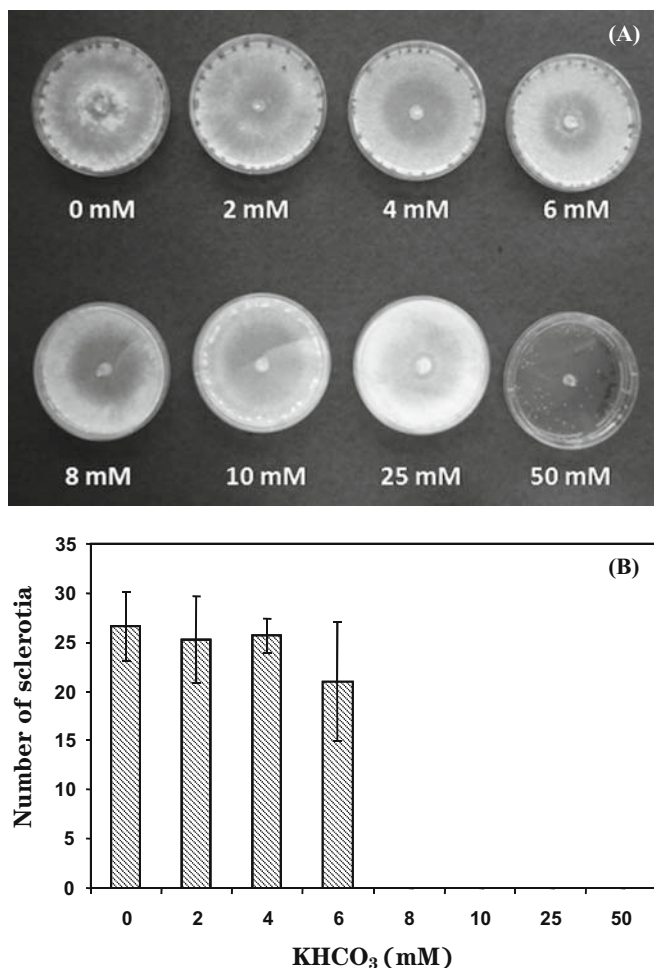 (A)
0 mM 2 mM 4 mM 6 mM
8 mM 10 mM 25 mM 50 mM
(B)
Number of sclerotia
35
30
25
20
15
10
5
0
0 2 4 6 8 10 25 50
KHCO₃ (mM)